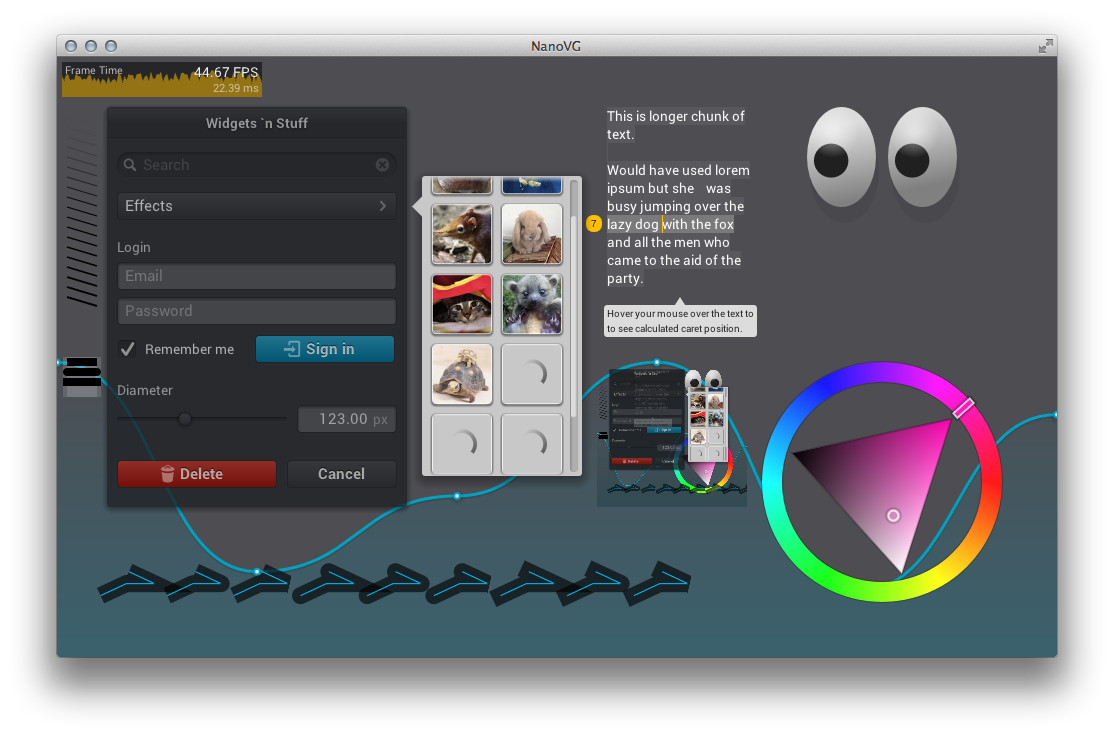 NanoVG
Frame Time
44.67 FPS
22.39 ms
Widgets `n Stuff
Search
Effects
Login
Email
Password
Remember me
Sign in
Diameter
123.00 px
Delete
Cancel
This is longer chunk of
text.
Would have used lorem
ipsum but she   was
busy jumping over the
7
lazy dog with the fox
and all the men who
came to the aid of the
party.
Hover your mouse over the text to
to see calculated caret position.